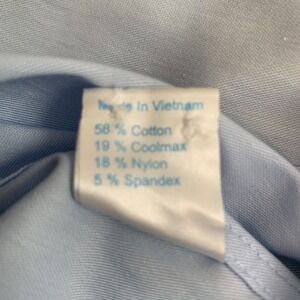 Made In Vietnam
58 % Cotton
19 % Coolmax
18 % Nylon
5 % Spandex